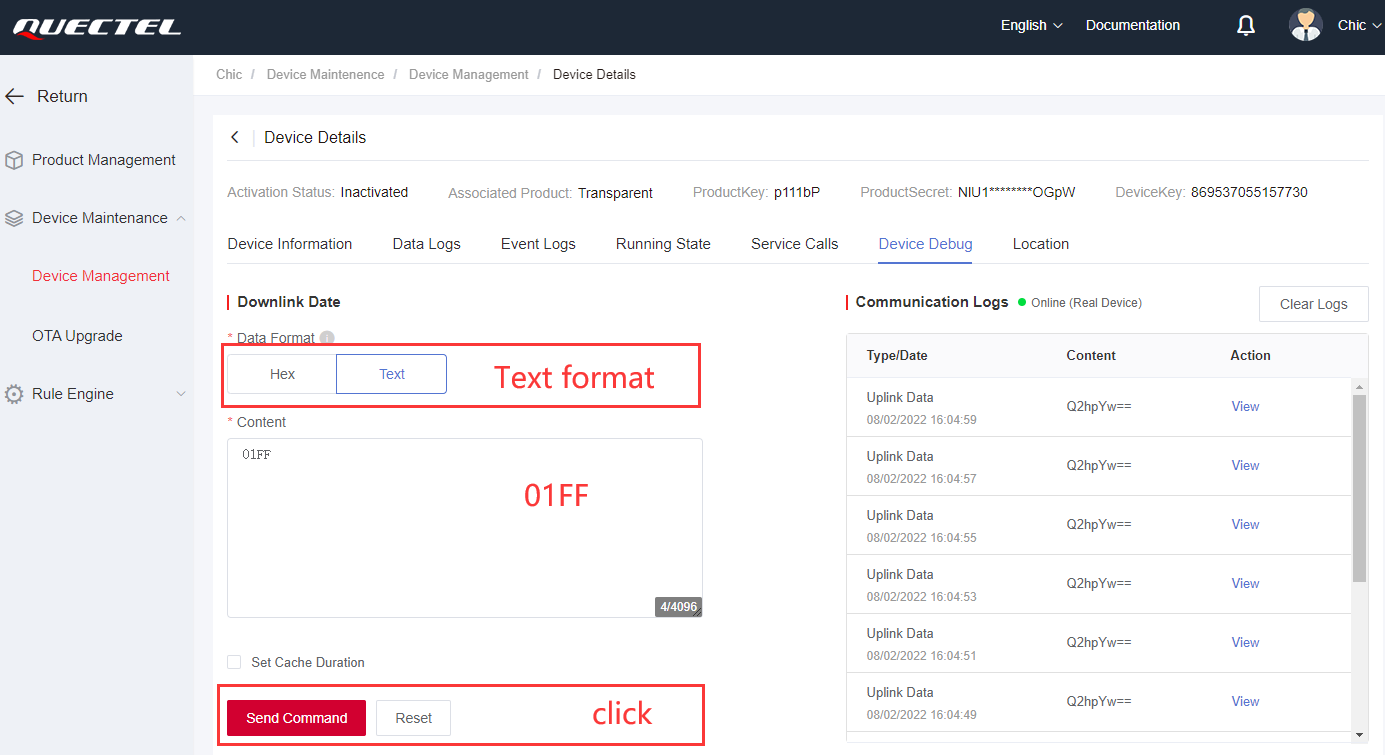 QUECTEL
English
Documentation
Chic
Return
Chic / Device Maintenence / Device Management / Device Details
Product Management
Device Maintenance
Device Management
OTA Upgrade
Rule Engine
Device Details
Activation Status: Inactivated
Associated Product: Transparent
ProductKey: p111bP
ProductSecret: NIU1********OGpW
DeviceKey: 869537055157730
Device Information
Data Logs
Event Logs
Running State
Service Calls
Device Debug
Location
Downlink Date
* Data Format
Hex
Text
Text format
* Content
01FF
01FF
4/4096
Set Cache Duration
Send Command
Reset
click
Communication Logs
Online (Real Device)
Clear Logs
Type/Date Content Action
Uplink Data
08/02/2022 16:04:59
Q2hpYw==
View
Uplink Data
08/02/2022 16:04:57
Q2hpYw==
View
Uplink Data
08/02/2022 16:04:55
Q2hpYw==
View
Uplink Data
08/02/2022 16:04:53
Q2hpYw==
View
Uplink Data
08/02/2022 16:04:51
Q2hpYw==
View
Uplink Data
08/02/2022 16:04:49
Q2hpYw==
View